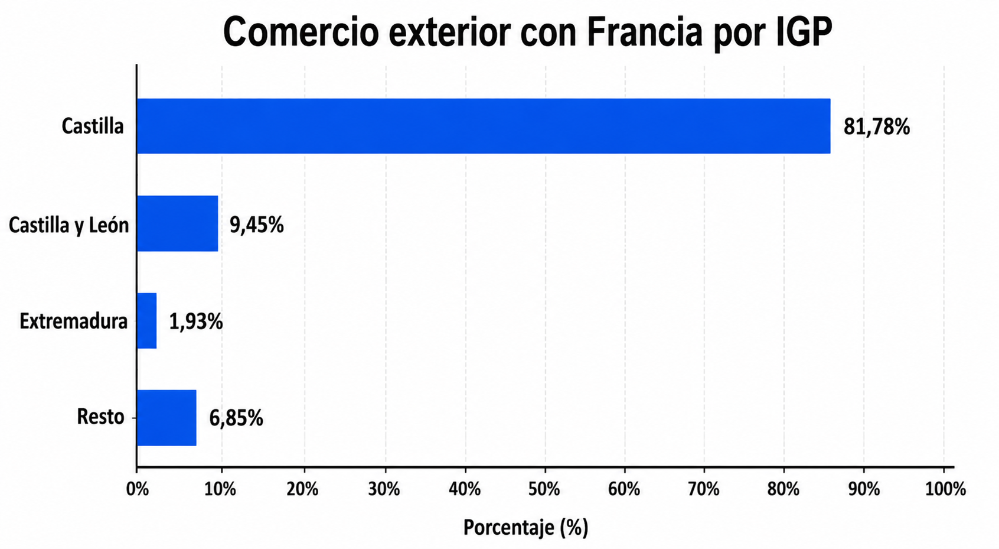 Comercio exterior con Francia por IGP
Castilla
81,78%
Castilla y León
9,45%
Extremadura
1,93%
Resto
6,85%
0% 10% 20% 30% 40% 50% 60% 70% 80% 90% 100%
Porcentaje (%)